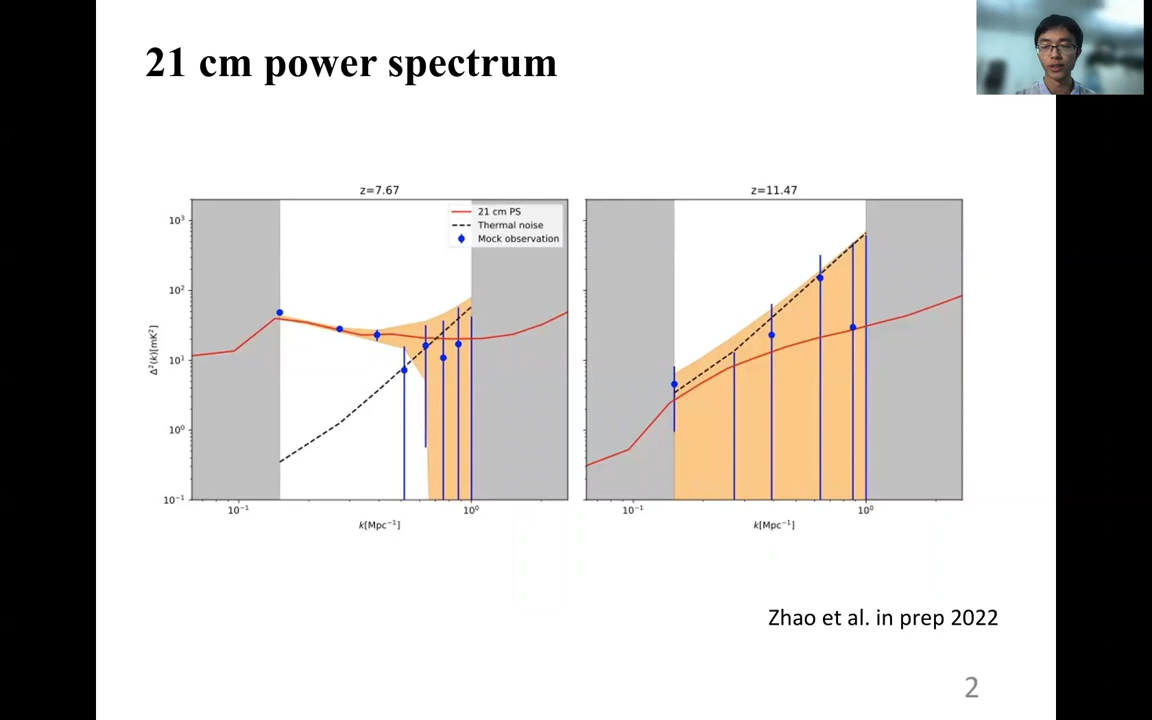 21 cm power spectrum
z=7.67
z=11.47
10³
10²
10¹
10⁰
10⁻¹
Δ²(k)[mK²]
21 cm PS
Thermal noise
Mock observation
10⁻¹
10⁰
10⁻¹
10⁰
k[Mpc⁻¹]
k[Mpc⁻¹]
Zhao et al. in prep 2022
2